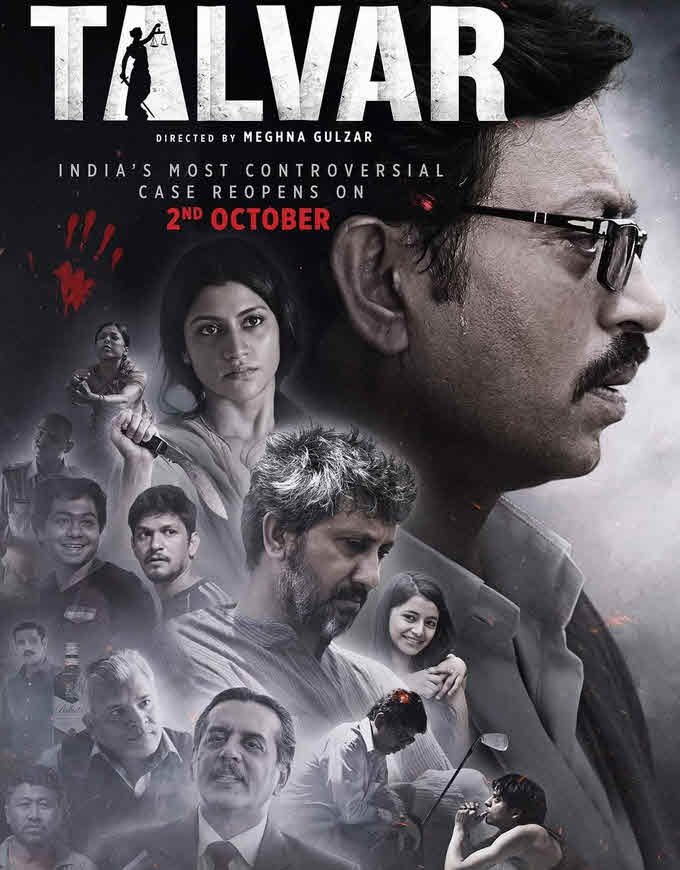 TALVAR
DIRECTED BY MEGHNA GULZAR
INDIA'S MOST CONTROVERSIAL
CASE REOPENS ON
2ND OCTOBER